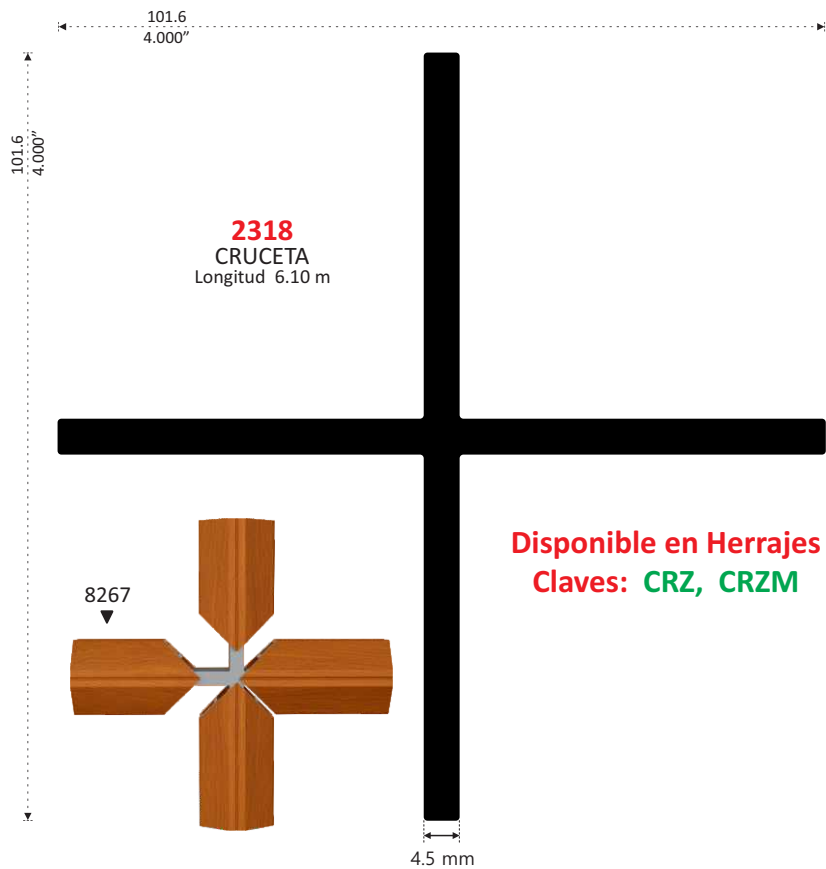 101.6
4.000"
101.6
4.000"
2318
CRUCETA
Longitud 6.10 m
Disponible en Herrajes
Claves: CRZ, CRZM
8267
4.5 mm